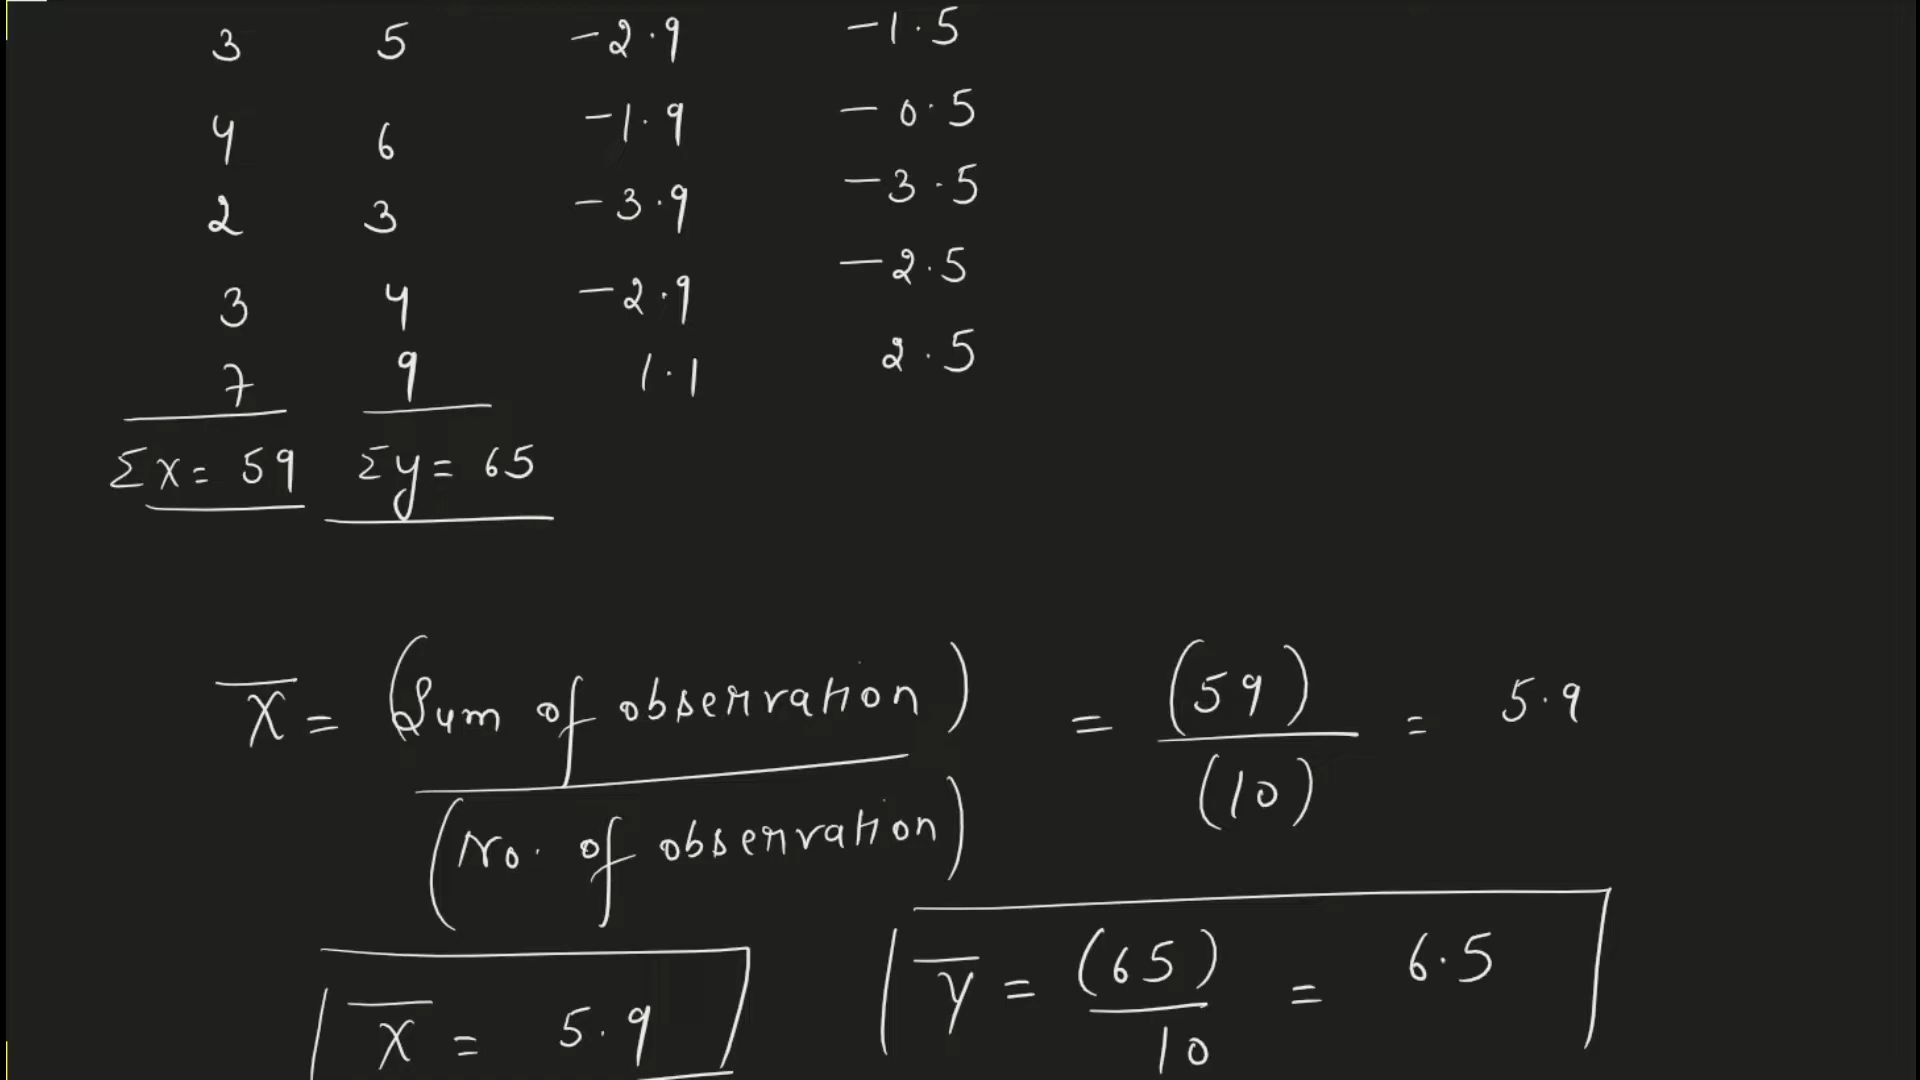 3 5 -2.9 -1.5
4 6 -1.9 -0.5
2 3 -3.9 -3.5
3 4 -2.9 -2.5
7 9 1.1 2.5
Σx = 59 Σy = 65
X̅ = (Sum of observation) / (No. of observation) = (59) / (10) = 5.9
X̅ = 5.9
y̅ = (65) / 10 = 6.5